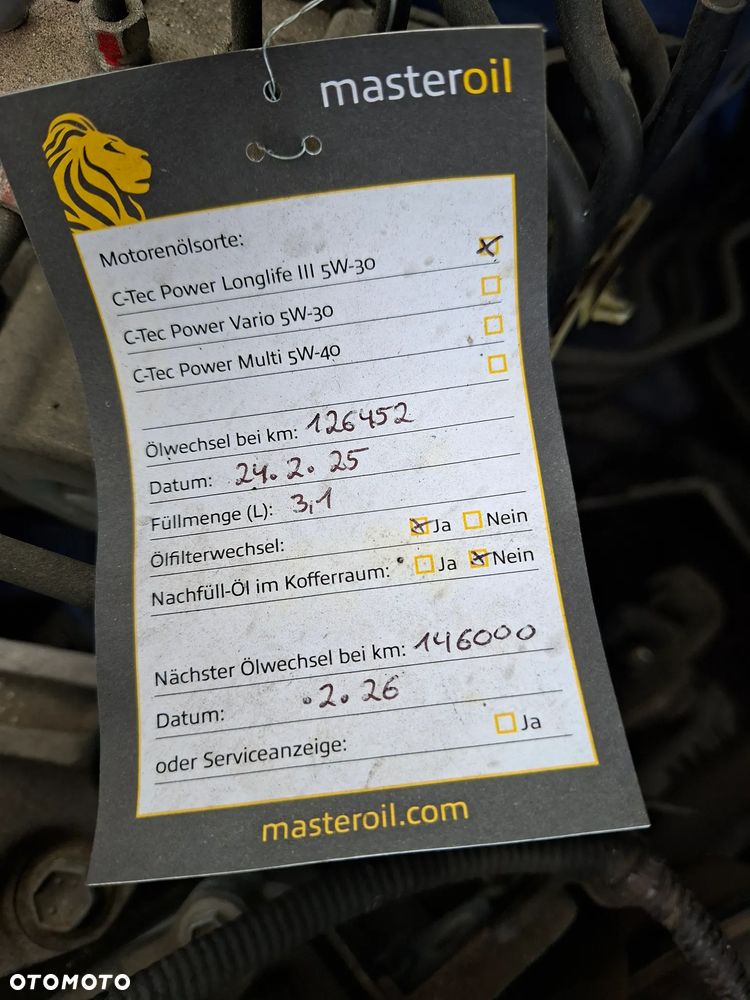 masteroil
Motorenölsorte:
C-Tec Power Longlife III 5W-30
C-Tec Power Vario 5W-30
C-Tec Power Multi 5W-40
Ölwechsel bei km: 126452
Datum: 24.2.25
Füllmenge (L): 3,1
Ölfilterwechsel: Ja Nein
Nachfüll-Öl im Kofferraum: Ja Nein
Nächster Ölwechsel bei km: 146000
Datum: .2.26
oder Serviceanzeige: Ja
masteroil.com
OTOMOTO